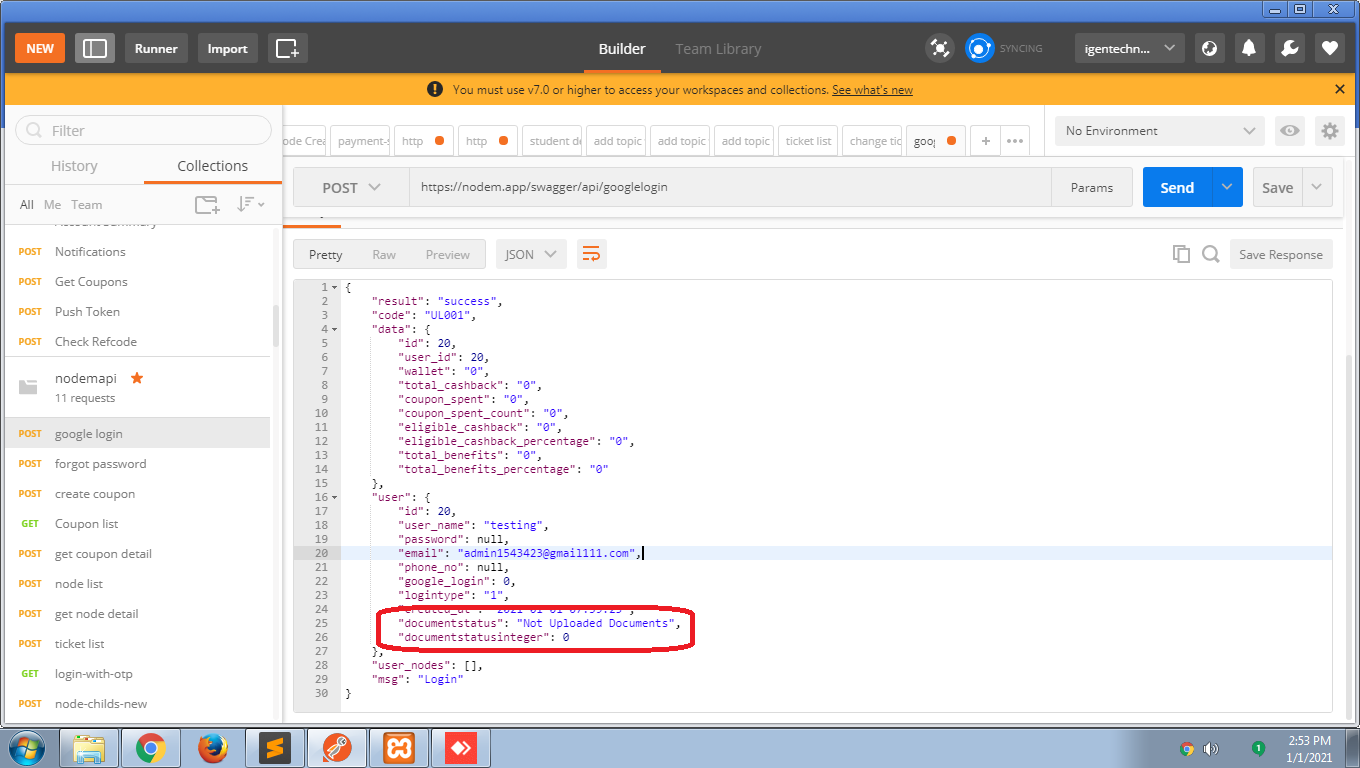 NEW
Runner
Import
Builder
Team Library
SYNCING
igentechn...
You must use v7.0 or higher to access your workspaces and collections. See what's new
Filter
History
Collections
All Me Team
Account Summary
POST Notifications
POST Get Coupons
POST Push Token
POST Check Refcode
nodemapi
11 requests
POST google login
POST forgot password
POST create coupon
GET Coupon list
POST get coupon detail
POST node list
POST get node detail
POST ticket list
GET login-with-otp
POST node-childs-new
ode Crea
payment-s
http
http
student de
add topic
add topic
add topic
ticket list
change tic
goog
+
•••
No Environment
POST
https://nodem.app/swagger/api/googlelogin
Params
Send
Save
Pretty
Raw
Preview
JSON
Save Response
1 {
2 "result": "success",
3 "code": "UL001",
4 "data": {
5 "id": 20,
6 "user_id": 20,
7 "wallet": "0",
8 "total_cashback": "0",
9 "coupon_spent": "0",
10 "coupon_spent_count": "0",
11 "eligible_cashback": "0",
12 "eligible_cashback_percentage": "0",
13 "total_benefits": "0",
14 "total_benefits_percentage": "0"
15 },
16 "user": {
17 "id": 20,
18 "user_name": "testing",
19 "password": null,
20 "email": "admin1543423@gmail111.com",
21 "phone_no": null,
22 "google_login": 0,
23 "logintype": "1",
24
25 "documentstatus": "Not Uploaded Documents",
26 "documentstatusinteger": 0
27 },
28 "user_nodes": [],
29 "msg": "Login"
30 }
2:53 PM
1/1/2021